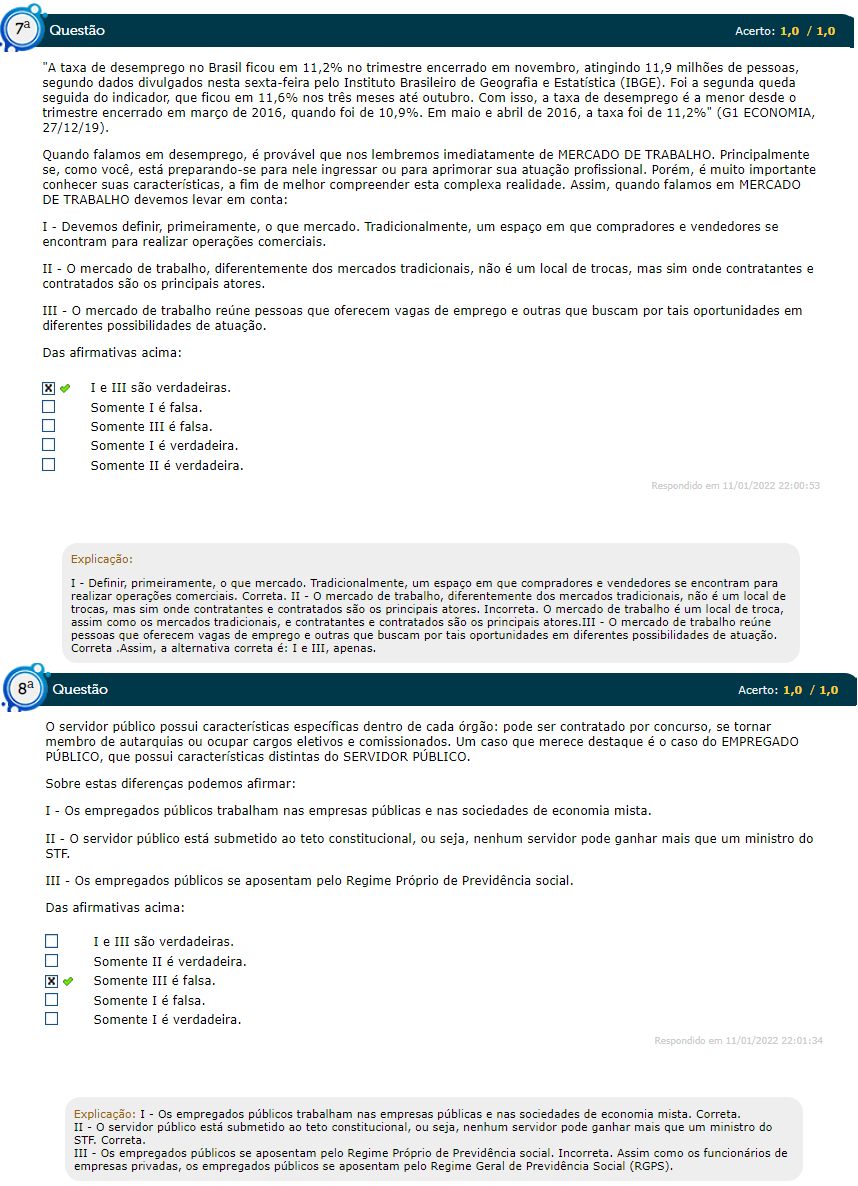 7ª Questão Acerto: 1,0 / 1,0
"A taxa de desemprego no Brasil ficou em 11,2% no trimestre encerrado em novembro, atingindo 11,9 milhões de pessoas,
segundo dados divulgados nesta sexta-feira pelo Instituto Brasileiro de Geografia e Estatística (IBGE). Foi a segunda queda
seguida do indicador, que ficou em 11,6% nos três meses até outubro. Com isso, a taxa de desemprego é a menor desde o
trimestre encerrado em março de 2016, quando foi de 10,9%. Em maio e abril de 2016, a taxa foi de 11,2%" (G1 ECONOMIA,
27/12/19).
Quando falamos em desemprego, é provável que nos lembremos imediatamente de MERCADO DE TRABALHO. Principalmente
se, como você, está preparando-se para nele ingressar ou para aprimorar sua atuação profissional. Porém, é muito importante
conhecer suas características, a fim de melhor compreender esta complexa realidade. Assim, quando falamos em MERCADO
DE TRABALHO devemos levar em conta:
I - Devemos definir, primeiramente, o que mercado. Tradicionalmente, um espaço em que compradores e vendedores se
encontram para realizar operações comerciais.
II - O mercado de trabalho, diferentemente dos mercados tradicionais, não é um local de trocas, mas sim onde contratantes e
contratados são os principais atores.
III - O mercado de trabalho reúne pessoas que oferecem vagas de emprego e outras que buscam por tais oportunidades em
diferentes possibilidades de atuação.
Das afirmativas acima:
I e III são verdadeiras.
Somente I é falsa.
Somente III é falsa.
Somente I é verdadeira.
Somente II é verdadeira.
Respondido em 11/01/2022 22:00:53
Explicação:
I - Definir, primeiramente, o que mercado. Tradicionalmente, um espaço em que compradores e vendedores se encontram para
realizar operações comerciais. Correta. II - O mercado de trabalho, diferentemente dos mercados tradicionais, não é um local de
trocas, mas sim onde contratantes e contratados são os principais atores. Incorreta. O mercado de trabalho é um local de troca,
assim como os mercados tradicionais, e contratantes e contratados são os principais atores.III - O mercado de trabalho reúne
pessoas que oferecem vagas de emprego e outras que buscam por tais oportunidades em diferentes possibilidades de atuação.
Correta .Assim, a alternativa correta é: I e III, apenas.
8ª Questão Acerto: 1,0 / 1,0
O servidor público possui características específicas dentro de cada órgão: pode ser contratado por concurso, se tornar
membro de autarquias ou ocupar cargos eletivos e comissionados. Um caso que merece destaque é o caso do EMPREGADO
PÚBLICO, que possui características distintas do SERVIDOR PÚBLICO.
Sobre estas diferenças podemos afirmar:
I - Os empregados públicos trabalham nas empresas públicas e nas sociedades de economia mista.
II - O servidor público está submetido ao teto constitucional, ou seja, nenhum servidor pode ganhar mais que um ministro do
STF.
III - Os empregados públicos se aposentam pelo Regime Próprio de Previdência social.
Das afirmativas acima:
I e III são verdadeiras.
Somente II é verdadeira.
Somente III é falsa.
Somente I é falsa.
Somente I é verdadeira.
Respondido em 11/01/2022 22:01:34
Explicação: I - Os empregados públicos trabalham nas empresas públicas e nas sociedades de economia mista. Correta.
II - O servidor público está submetido ao teto constitucional, ou seja, nenhum servidor pode ganhar mais que um ministro do
STF. Correta.
III - Os empregados públicos se aposentam pelo Regime Próprio de Previdência social. Incorreta. Assim como os funcionários de
empresas privadas, os empregados públicos se aposentam pelo Regime Geral de Previdência Social (RGPS).